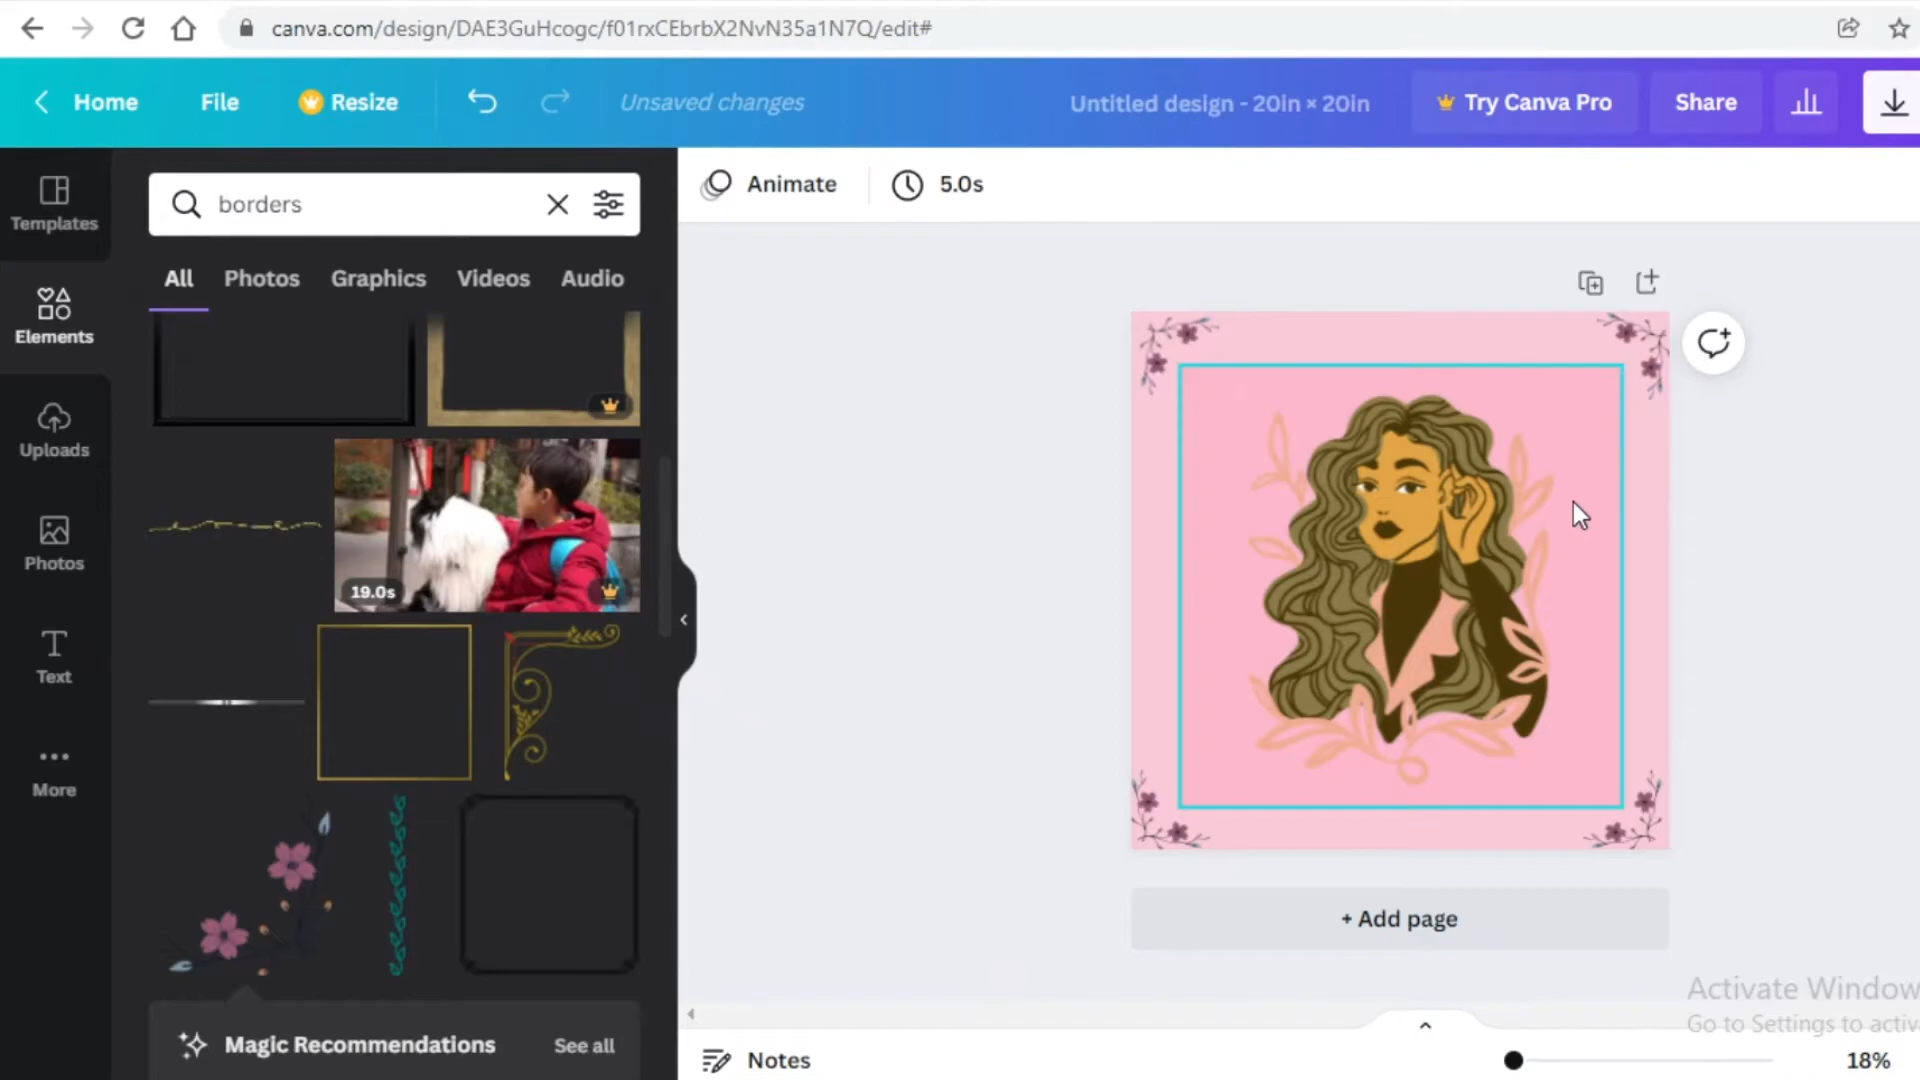 canva.com/design/DAE3GuHcogc/f01rxCEbrbX2NvN35a1N7Q/edit#
Home File Resize Unsaved changes Untitled design - 20in × 20in Try Canva Pro Share
Templates
Elements
Uploads
Photos
Text
More
borders
All Photos Graphics Videos Audio
19.0s
Magic Recommendations See all
Animate 5.0s
+ Add page
Activate Window
Go to Settings to activ
Notes 18%